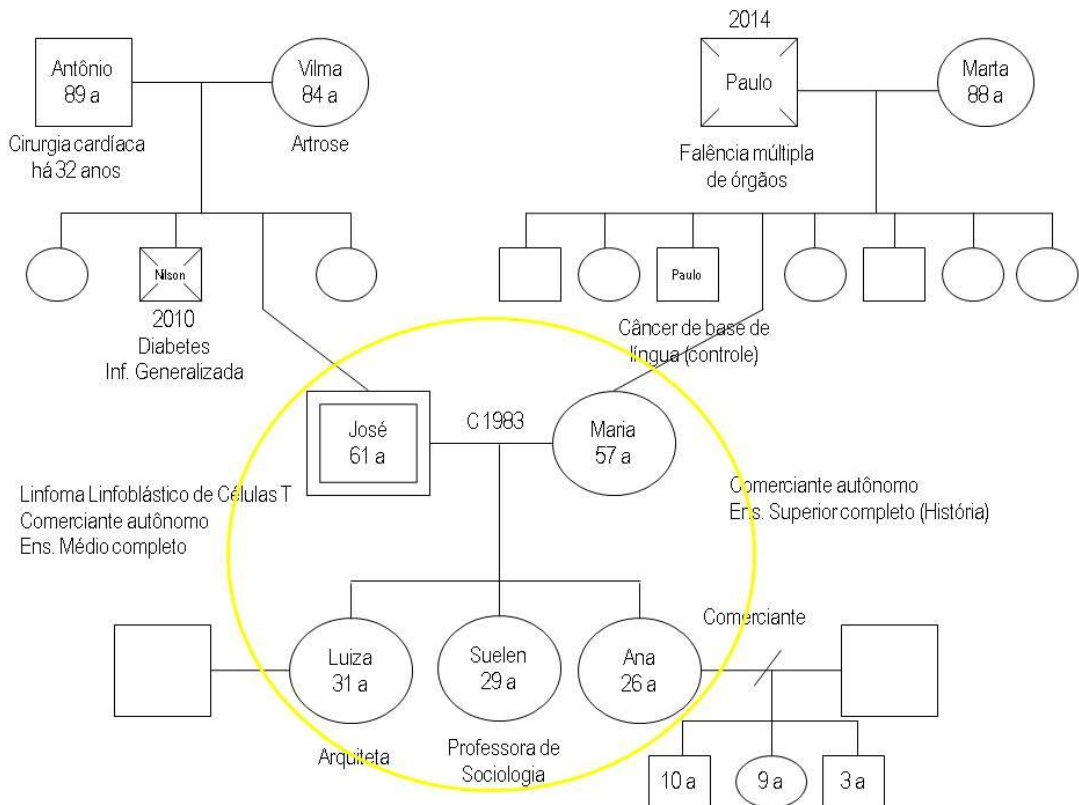 2014
Antônio
89 a
Vilma
84 a
Paulo
Marta
88 a
Cirurgia cardíaca
há 32 anos
Artrose
Falência múltipla
de órgãos
Nilson
Paulo
2010
Diabetes
Inf. Generalizada
Câncer de base de
língua (controle)
José
61 a
C 1983
Maria
57 a
Linfoma Linfoblástico de Células T
Comerciante autônomo
Ens. Médio completo
Comerciante autônomo
Ens. Superior completo (História)
Comerciante
Luiza
31 a
Suelen
29 a
Ana
26 a
Arquiteta
Professora de
Sociologia
10 a
9 a
3 a